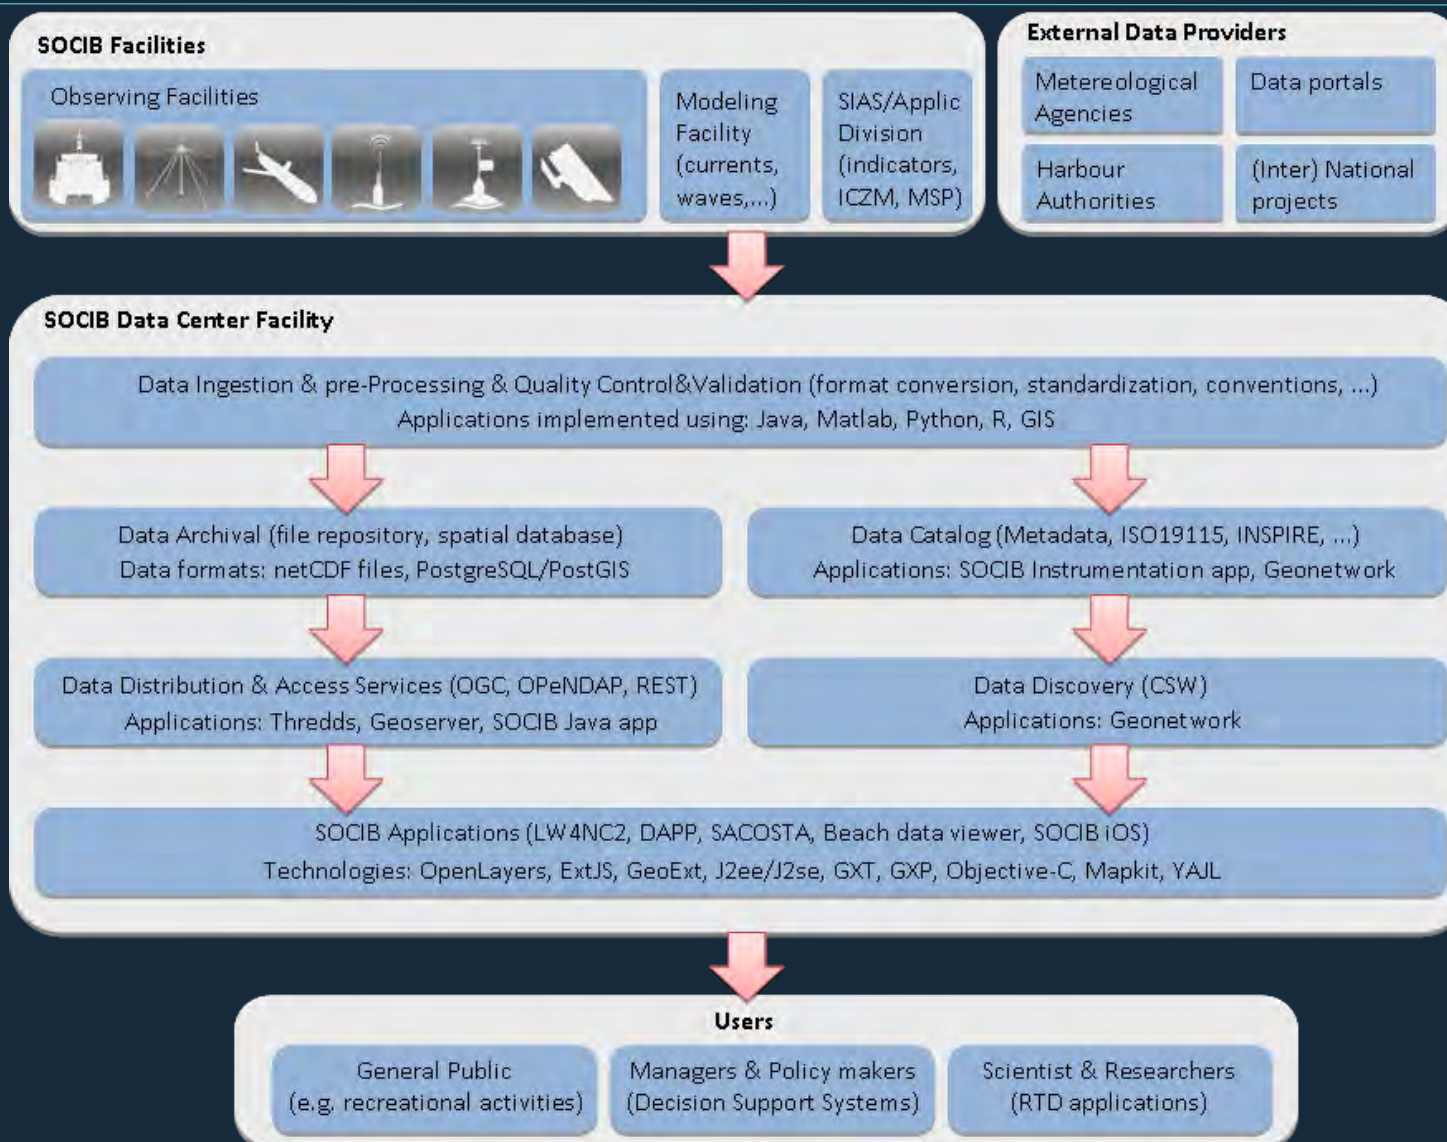 SOCIB Facilities
Observing Facilities
Modeling
Facility
(currents,
waves,...)
SIAS/Applic
Division
(indicators,
ICZM, MSP)
External Data Providers
Metereological
Agencies
Data portals
Harbour
Authorities
(Inter) National
projects
SOCIB Data Center Facility
Data Ingestion & pre-Processing & Quality Control&Validation (format conversion, standardization, conventions, ...)
Applications implemented using: Java, Matlab, Python, R, GIS
Data Archival (file repository, spatial database)
Data formats: netCDF files, PostgreSQL/PostGIS
Data Catalog (Metadata, ISO19115, INSPIRE, ...)
Applications: SOCIB Instrumentation app, Geonetwork
Data Distribution & Access Services (OGC, OPeNDAP, REST)
Applications: Thredds, Geoserver, SOCIB Java app
Data Discovery (CSW)
Applications: Geonetwork
SOCIB Applications (LW4NC2, DAPP, SACOSTA, Beach data viewer, SOCIB iOS)
Technologies: OpenLayers, ExtJS, GeoExt, J2ee/J2se, GXT, GXP, Objective-C, Mapkit, YAJL
Users
General Public
(e.g. recreational activities)
Managers & Policy makers
(Decision Support Systems)
Scientist & Researchers
(RTD applications)